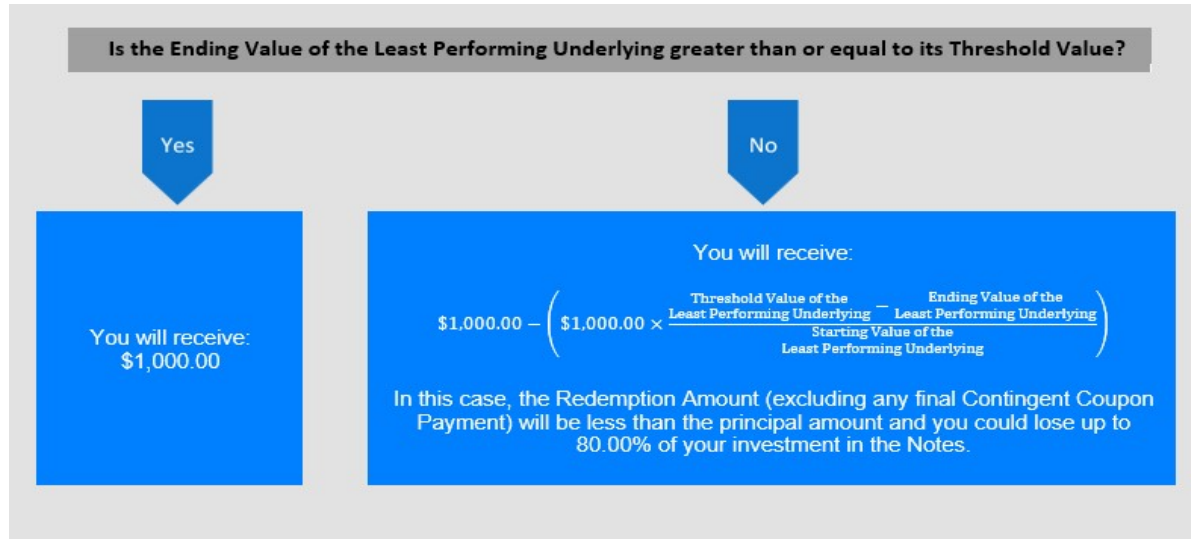 Is the Ending Value of the Least Performing Underlying greater than or equal to its Threshold Value?
Yes
No
You will receive:
$1,000.00
You will receive:
$1,000.00 − ($1,000.00 × (Threshold Value of the Least Performing Underlying − Ending Value of the Least Performing Underlying) / Starting Value of the Least Performing Underlying)
In this case, the Redemption Amount (excluding any final Contingent Coupon
Payment) will be less than the principal amount and you could lose up to
80.00% of your investment in the Notes.